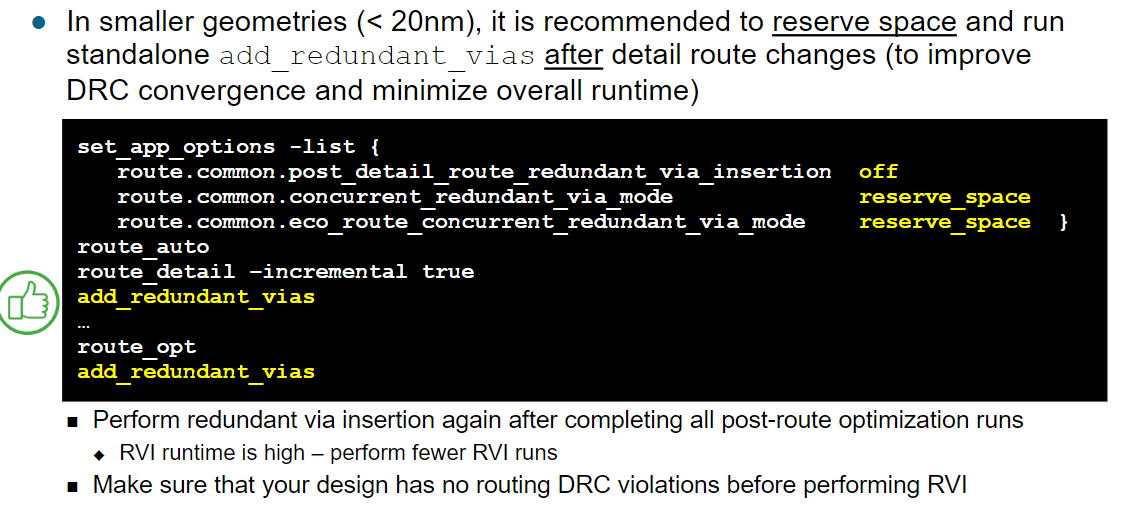 ● In smaller geometries (< 20nm), it is recommended to reserve space and run
standalone add_redundant_vias after detail route changes (to improve
DRC convergence and minimize overall runtime)
set_app_options -list {
route.common.post_detail_route_redundant_via_insertion off
route.common.concurrent_redundant_via_mode reserve_space
route.common.eco_route_concurrent_redundant_via_mode reserve_space }
route_auto
route_detail –incremental true
add_redundant_vias
…
route_opt
add_redundant_vias
■ Perform redundant via insertion again after completing all post-route optimization runs
◆ RVI runtime is high – perform fewer RVI runs
■ Make sure that your design has no routing DRC violations before performing RVI